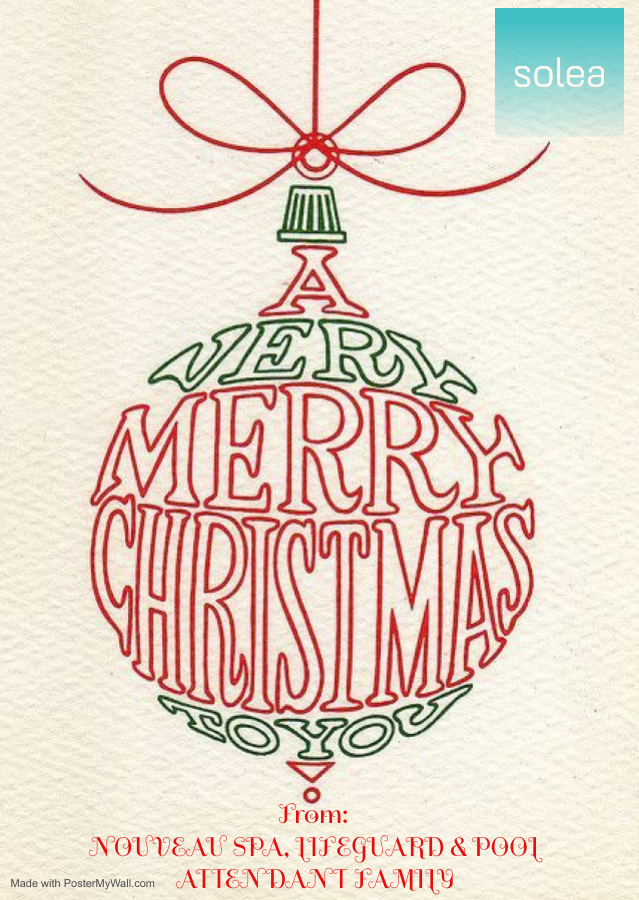 solea
A
VERY
MERRY
CHRISTMAS
TO YOU
From:
NOUVEAU SPA, LIFEGUARD & POOL
ATTENDANT FAMILY
Made with PosterMyWall.com